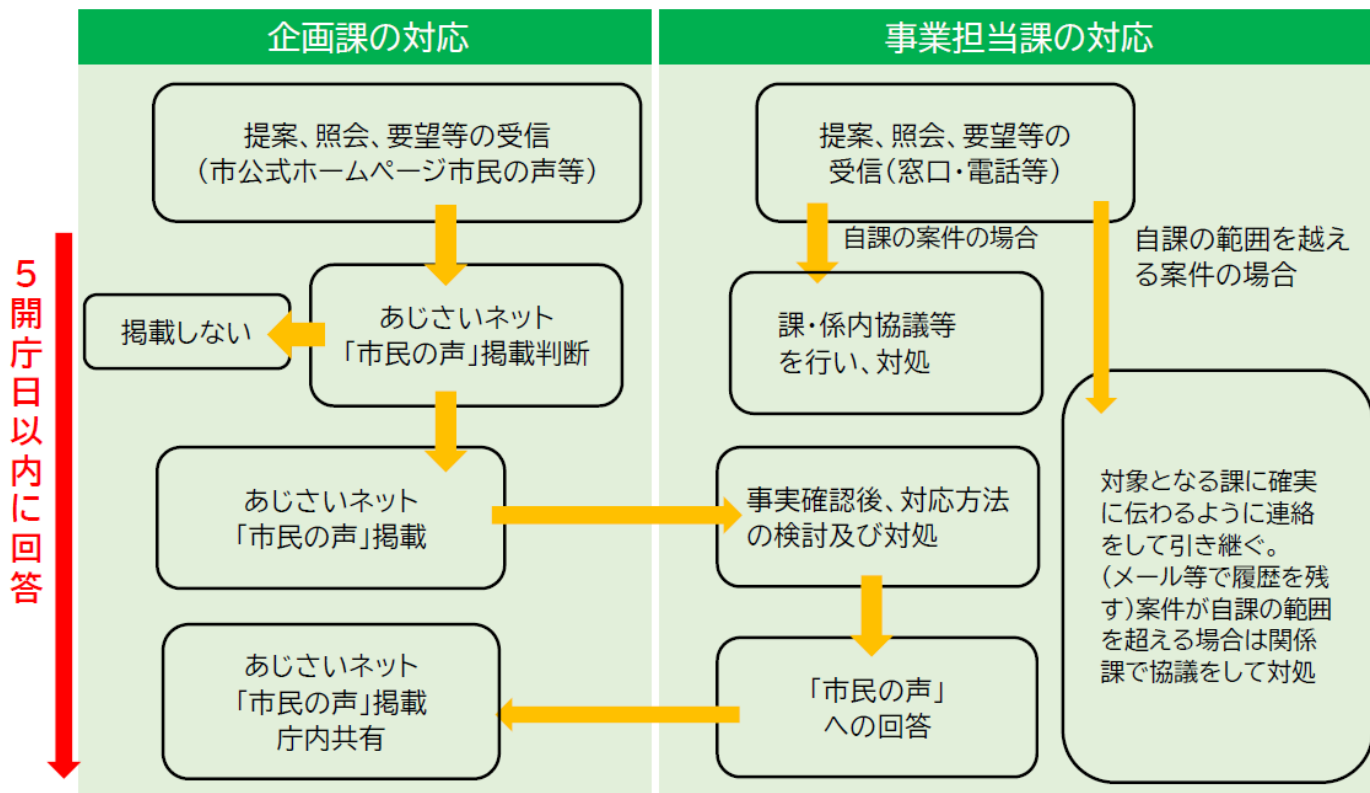 企画課の対応
事業担当課の対応
5開庁日以内に回答
提案、照会、要望等の受信
(市公式ホームページ市民の声等)
掲載しない
あじさいネット
「市民の声」掲載判断
あじさいネット
「市民の声」掲載
あじさいネット
「市民の声」掲載
庁内共有
提案、照会、要望等の
受信(窓口・電話等)
自課の案件の場合
自課の範囲を越え
る案件の場合
課・係内協議等
を行い、対処
事実確認後、対応方法
の検討及び対処
「市民の声」
への回答
対象となる課に確実
に伝わるように連絡
をして引き継ぐ。
(メール等で履歴を残
す)案件が自課の範囲
を超える場合は関係
課で協議をして対処